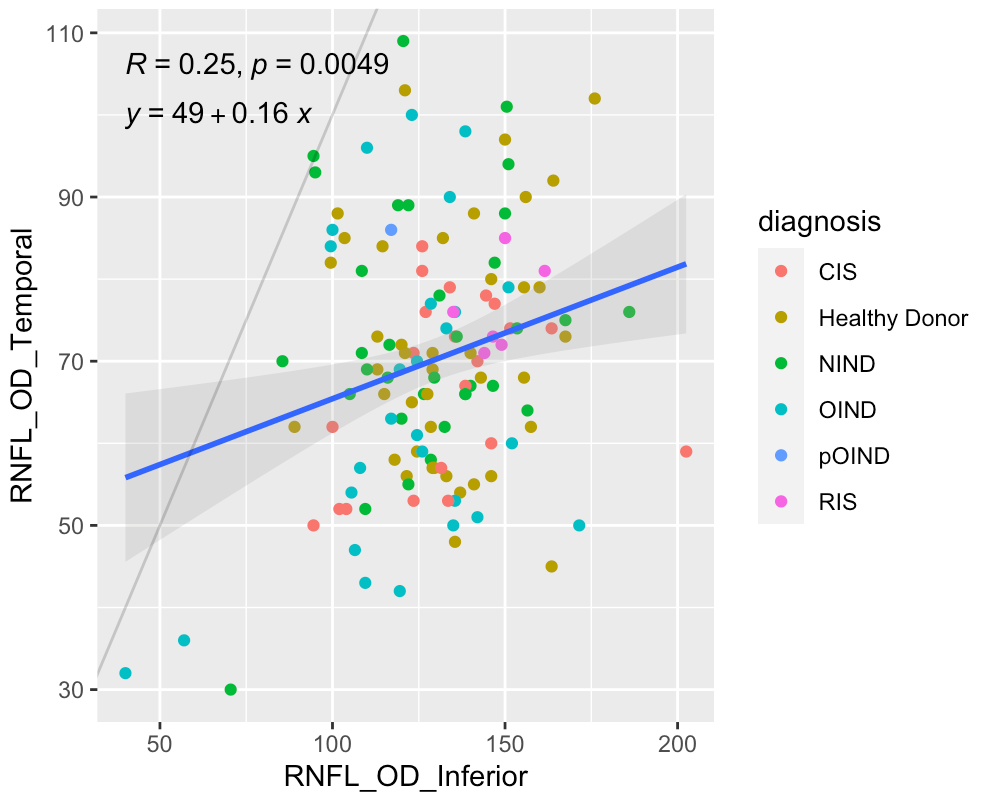 110
90
70
50
30
RNFL_OD_Temporal
R = 0.25, p = 0.0049
y = 49 + 0.16 x
50 100 150 200
RNFL_OD_Inferior
diagnosis
CIS
Healthy Donor
NIND
OIND
pOIND
RIS